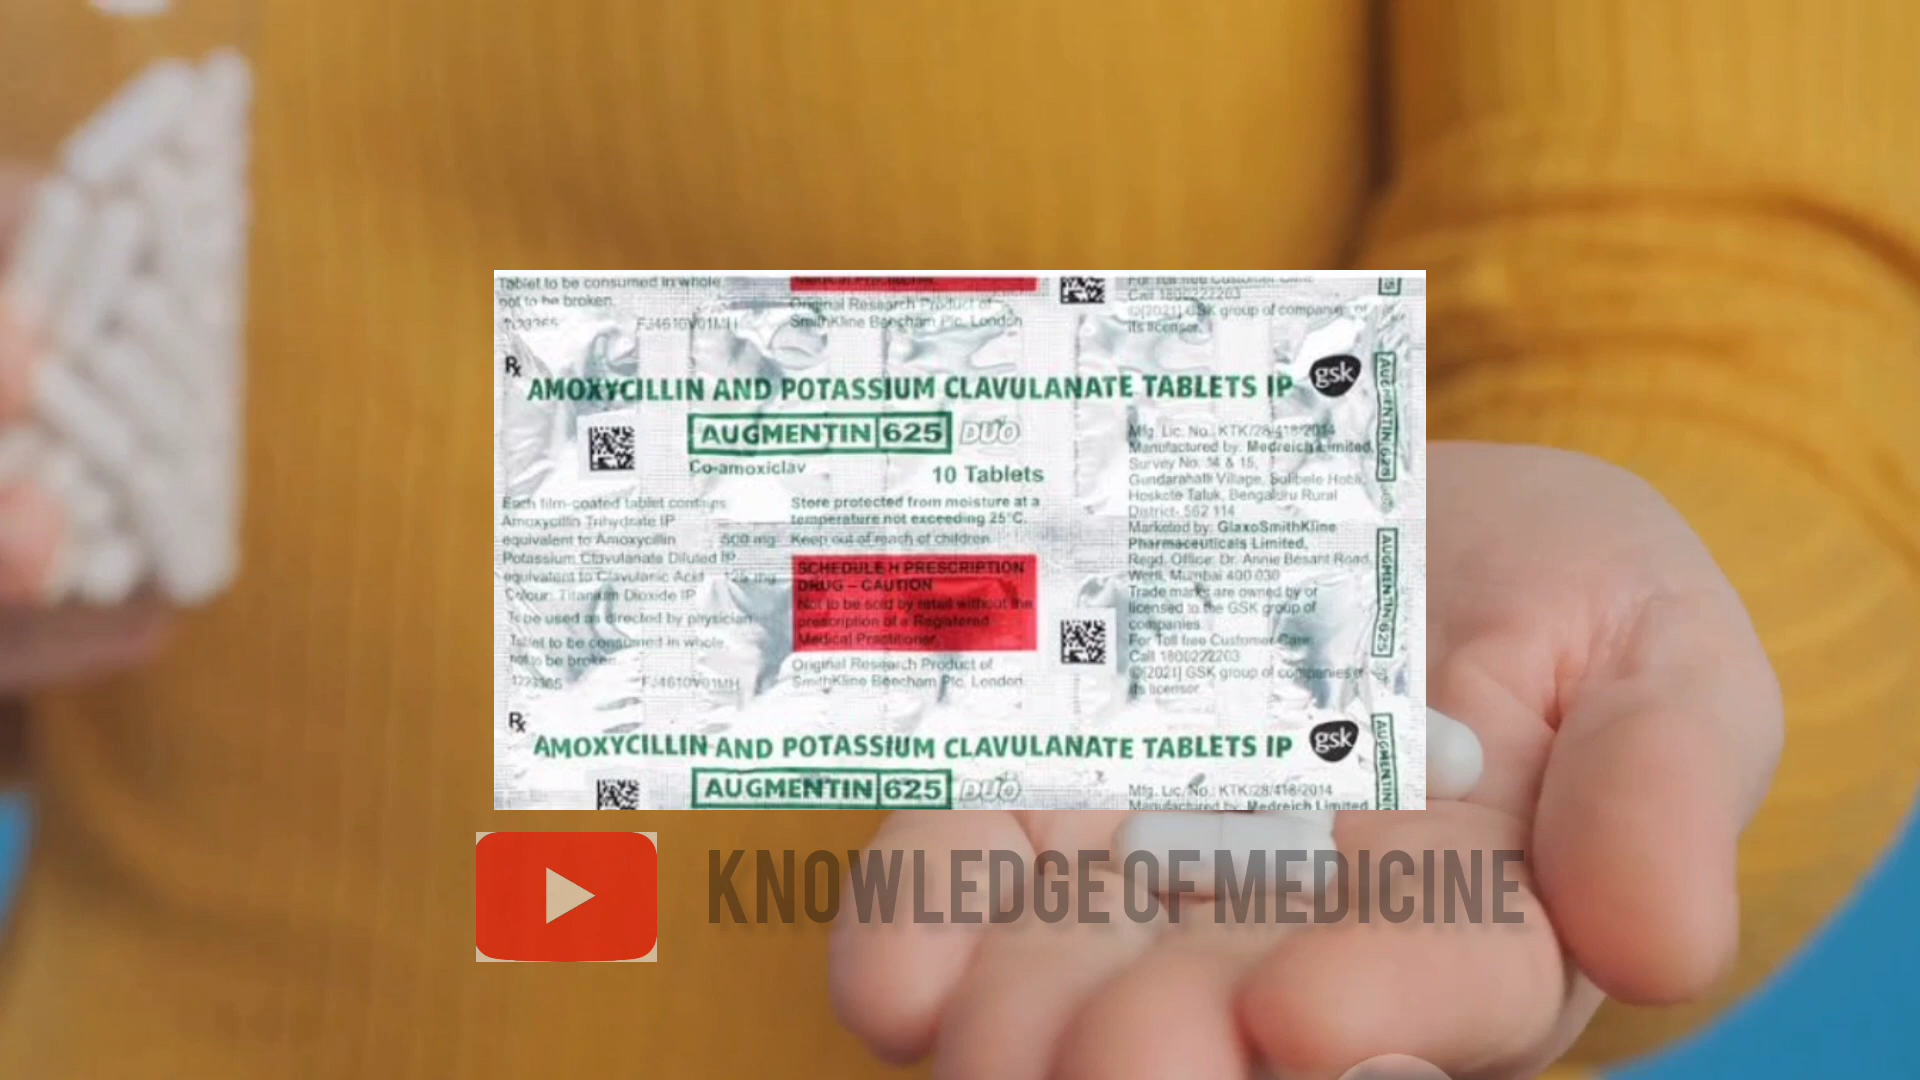 Tablet to be consumed in whole
not to be broken.
Original Research Product of
SmithKline Beecham Plc. London
Call 1800222203
©[2021] GSK group of companies or
its licensor.
Rx
AMOXYCILLIN AND POTASSIUM CLAVULANATE TABLETS IP
gsk
AUGMENTIN 625 DUO
Co-amoxiclav
10 Tablets
Each film-coated tablet contains
Amoxycillin Trihydrate IP
equivalent to Amoxycillin 500 mg
Potassium Clavulanate Diluted IP
equivalent to Clavulanic Acid 125 mg
Colour: Titanium Dioxide IP
To be used as directed by physician
Tablet to be consumed in whole
not to be broken.
FJ4610V01MH
Store protected from moisture at a
temperature not exceeding 25°C.
Keep out of reach of children.
SCHEDULE H PRESCRIPTION
DRUG – CAUTION
Not to be sold by retail without the
prescription of a Registered
Medical Practitioner.
Original Research Product of
SmithKline Beecham Plc. London.
Mfg. Lic. No.: KTK/28/418/2014
Manufactured by: Medreich Limited,
Survey No. 14 & 15,
Gundarahalli Village, Sulibele Hobli,
Hoskote Taluk, Bengaluru Rural
District- 562 114
Marketed by: GlaxoSmithKline
Pharmaceuticals Limited.
Regd. Office: Dr. Annie Besant Road,
Worli, Mumbai 400 030
Trade marks are owned by or
licensed to the GSK group of
companies
For Toll free Customer Care
Call 1800222203
©[2021] GSK group of companies or
its licensor
AUGMENTIN 625
AUGMENTIN 625
Rx
AMOXYCILLIN AND POTASSIUM CLAVULANATE TABLETS IP
gsk
AUGMENTIN 625 DUO
Mfg. Lic. No.: KTK/28/418/2014
Manufactured by: Medreich Limited
AUGMENTIN
KNOWLEDGE OF MEDICINE